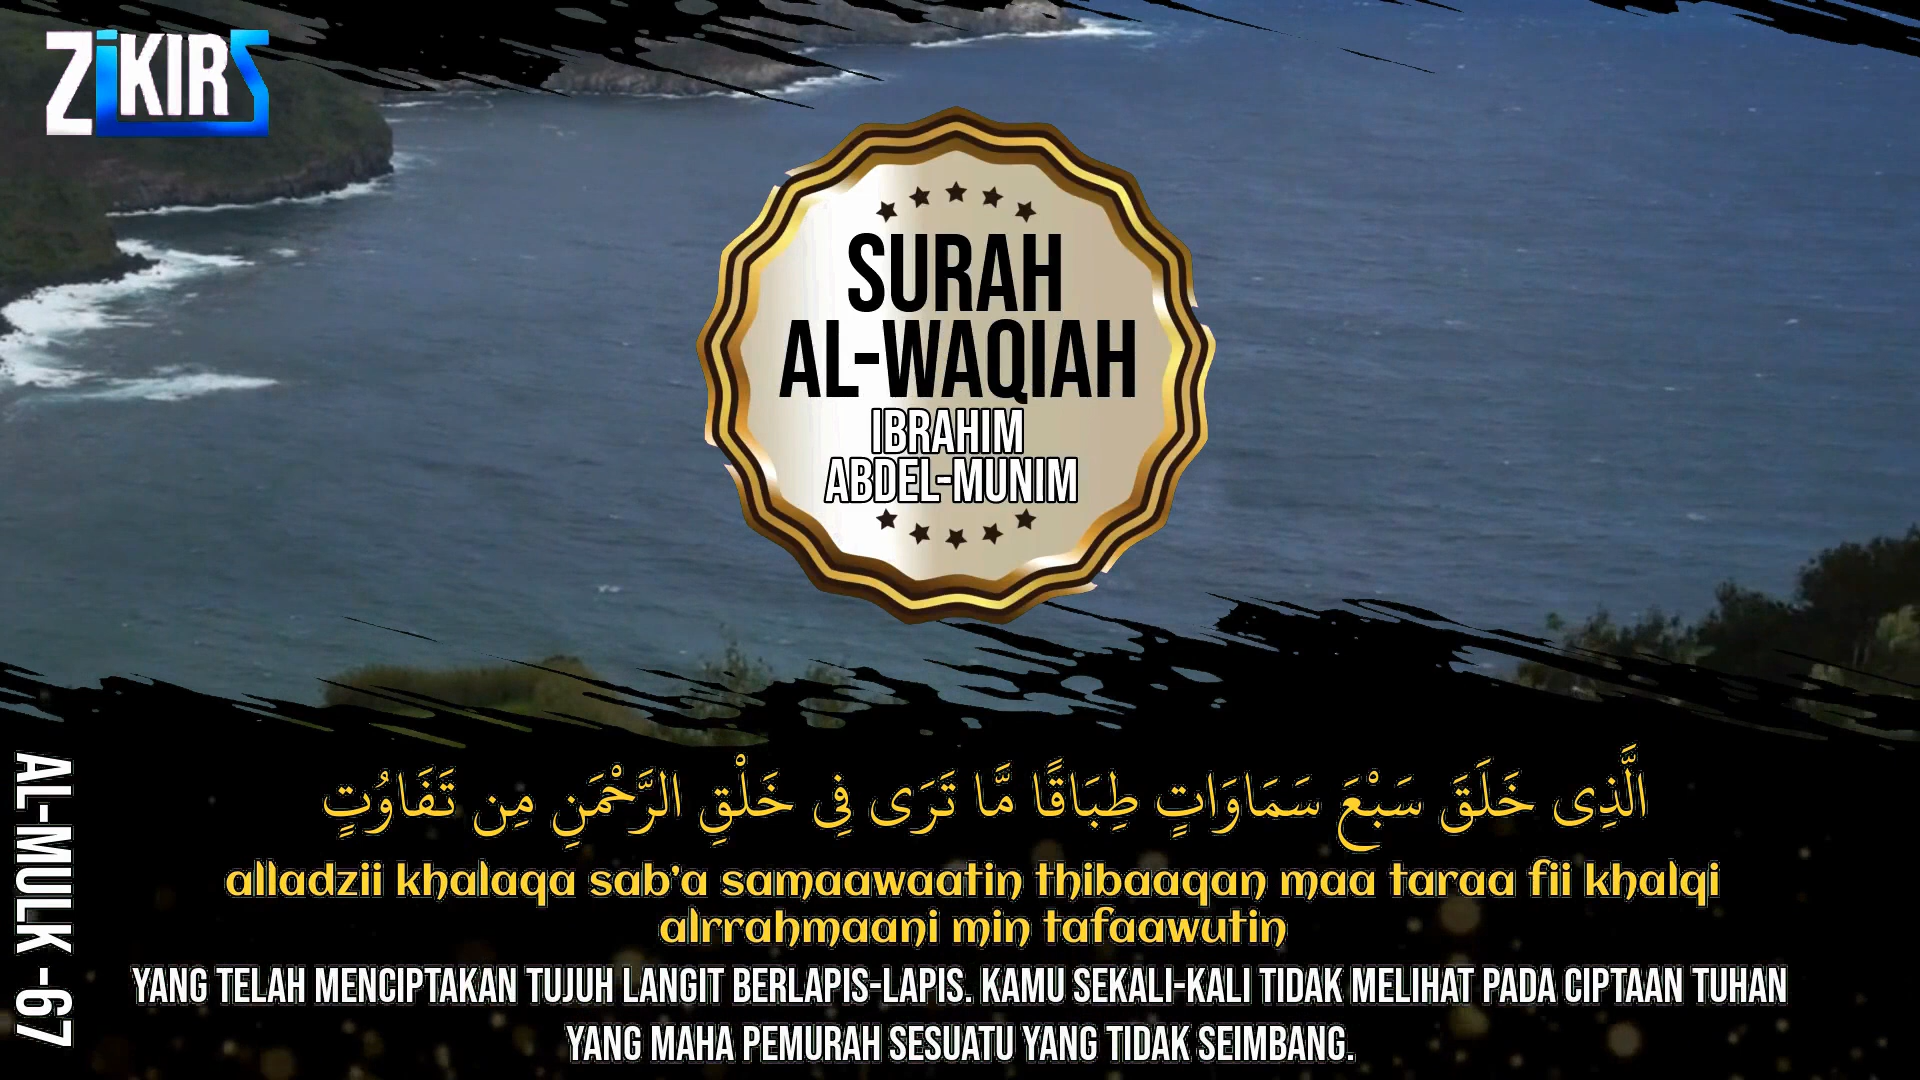 ZIKIRS
SURAH
AL-WAQIAH
IBRAHIM
ABDEL-MUNIM
AL-MULK -67
الَّذِى خَلَقَ سَبْعَ سَمَاوَاتٍ طِبَاقًا مَّا تَرَى فِى خَلْقِ الرَّحْمَنِ مِن تَفَاوُتٍ
alladzii khalaqa sab'a samaawaatin thibaaqan maa taraa fii khalqi
alrrahmaani min tafaawutin
YANG TELAH MENCIPTAKAN TUJUH LANGIT BERLAPIS-LAPIS. KAMU SEKALI-KALI TIDAK MELIHAT PADA CIPTAAN TUHAN
YANG MAHA PEMURAH SESUATU YANG TIDAK SEIMBANG.